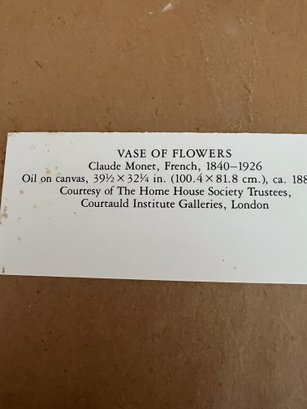 VASE OF FLOWERS
Claude Monet, French, 1840–1926
Oil on canvas, 39½ × 32¼ in. (100.4 × 81.8 cm.), ca. 188
Courtesy of The Home House Society Trustees,
Courtauld Institute Galleries, London